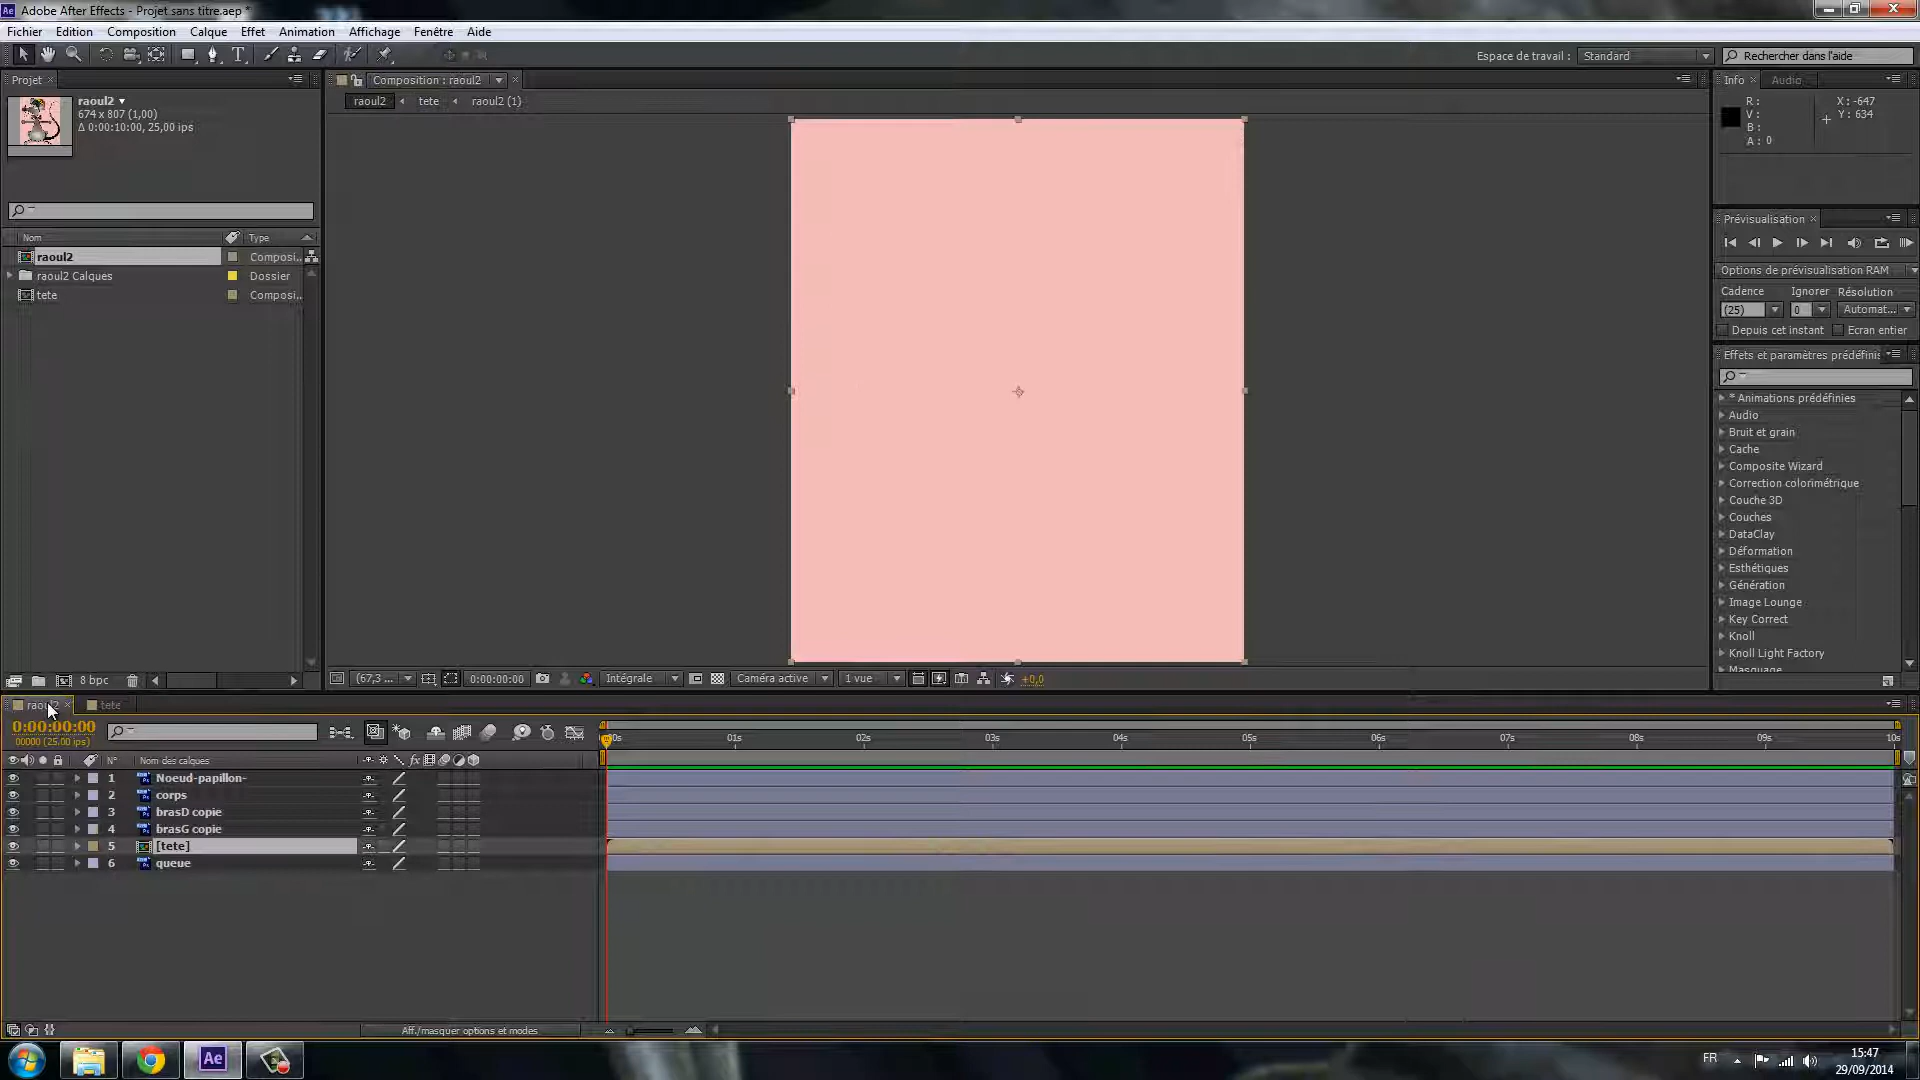 Adobe After Effects - Projet sans titre.aep *
Fichier Edition Composition Calque Effet Animation Affichage Fenêtre Aide
Espace de travail : Standard Rechercher dans l'aide
Projet
Composition : raoul2
Info Audio
raoul2
674 x 807 (1,00)
Δ 0:00:10:00, 25,00 ips
raoul2 tete raoul2 (1)
R :
V :
B :
A : 0
X : -647
Y : 634
Prévisualisation
Nom Type
raoul2 Composi...
raoul2 Calques Dossier
tete Composi...
Options de prévisualisation RAM
Cadence Ignorer Résolution
(25) 0 Automat...
Depuis cet instant Ecran entier
Effets et paramètres prédéfinis
* Animations prédéfinies
Audio
Bruit et grain
Cache
Composite Wizard
Correction colorimétrique
Couche 3D
Couches
DataClay
Déformation
Esthétiques
Génération
Image Lounge
Key Correct
Knoll
Knoll Light Factory
Masquage
8 bpc
(67,3 ... 0:00:00:00 Intégrale Caméra active 1 vue +0,0
raoul2 tete
0:00:00:00
00000 (25.00 ips)
00s 01s 02s 03s 04s 05s 06s 07s 08s 09s 10s
N° Nom des calques fx
1 Noeud-papillon-
2 corps
3 brasD copie
4 brasG copie
5 [tete]
6 queue
Aff./masquer options et modes
Ae
FR 15:47
29/09/2014